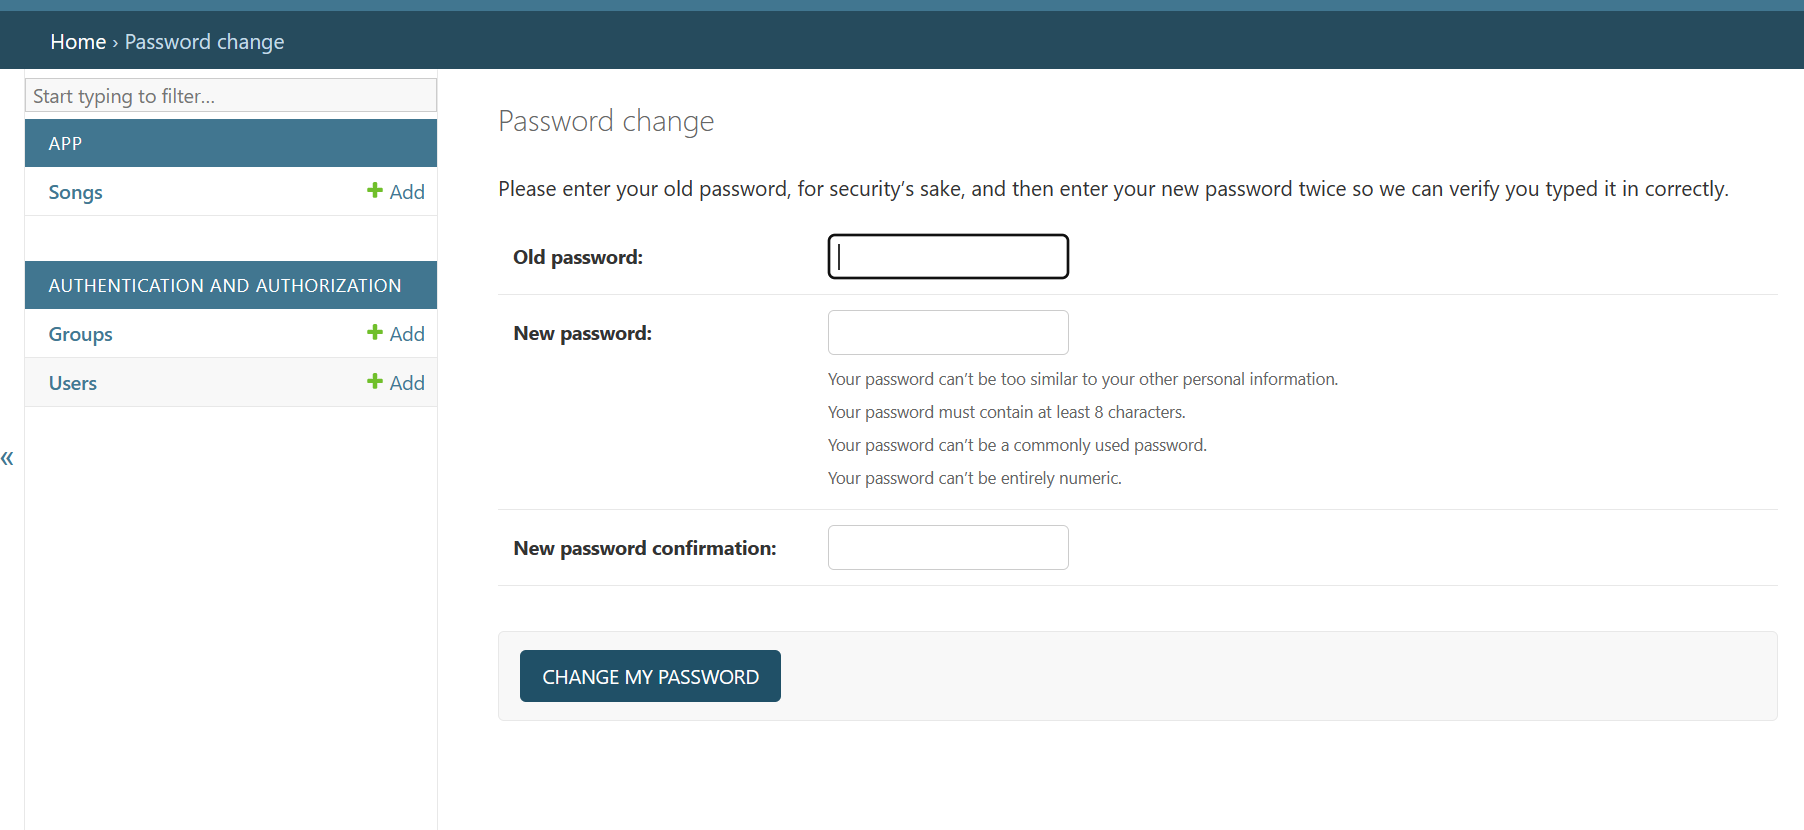 Home › Password change
Start typing to filter...
APP
Songs
Add
AUTHENTICATION AND AUTHORIZATION
Groups
Add
Users
Add
«
Password change
Please enter your old password, for security’s sake, and then enter your new password twice so we can verify you typed it in correctly.
Old password:
New password:
Your password can’t be too similar to your other personal information.
Your password must contain at least 8 characters.
Your password can’t be a commonly used password.
Your password can’t be entirely numeric.
New password confirmation:
CHANGE MY PASSWORD